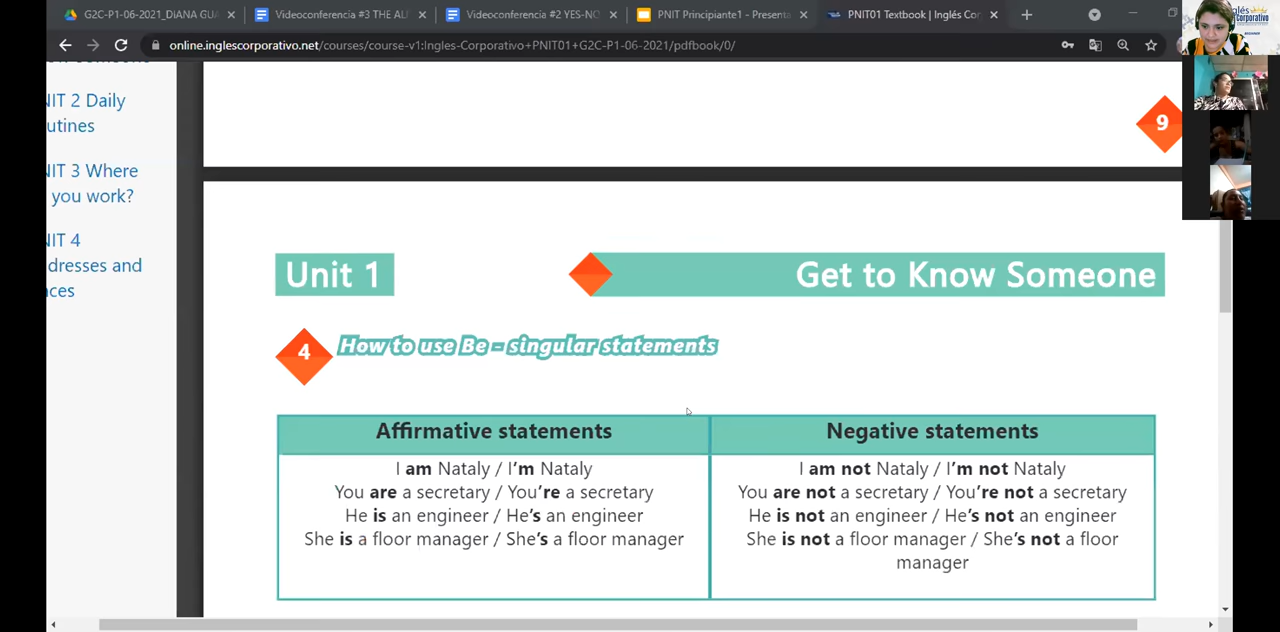 G2C-P1-06-2021_DIANA GUA
Videoconferencia #3 THE AL
Videoconferencia #2 YES-NO
PNIT Principiante1 - Presenta
PNIT01 Textbook | Inglés Co
online.inglescorporativo.net/courses/course-v1:Ingles-Corporativo+PNIT01+G2C-P1-06-2021/pdfbook/0/
NIT 2 Daily
utines
NIT 3 Where
you work?
NIT 4
dresses and
ces
9
Unit 1
Get to Know Someone
4
How to use Be - singular statements
Affirmative statements
Negative statements
I am Nataly / I'm Nataly
I am not Nataly / I'm not Nataly
You are a secretary / You're a secretary
You are not a secretary / You're not a secretary
He is an engineer / He's an engineer
He is not an engineer / He's not an engineer
She is a floor manager / She's a floor manager
She is not a floor manager / She's not a floor
manager